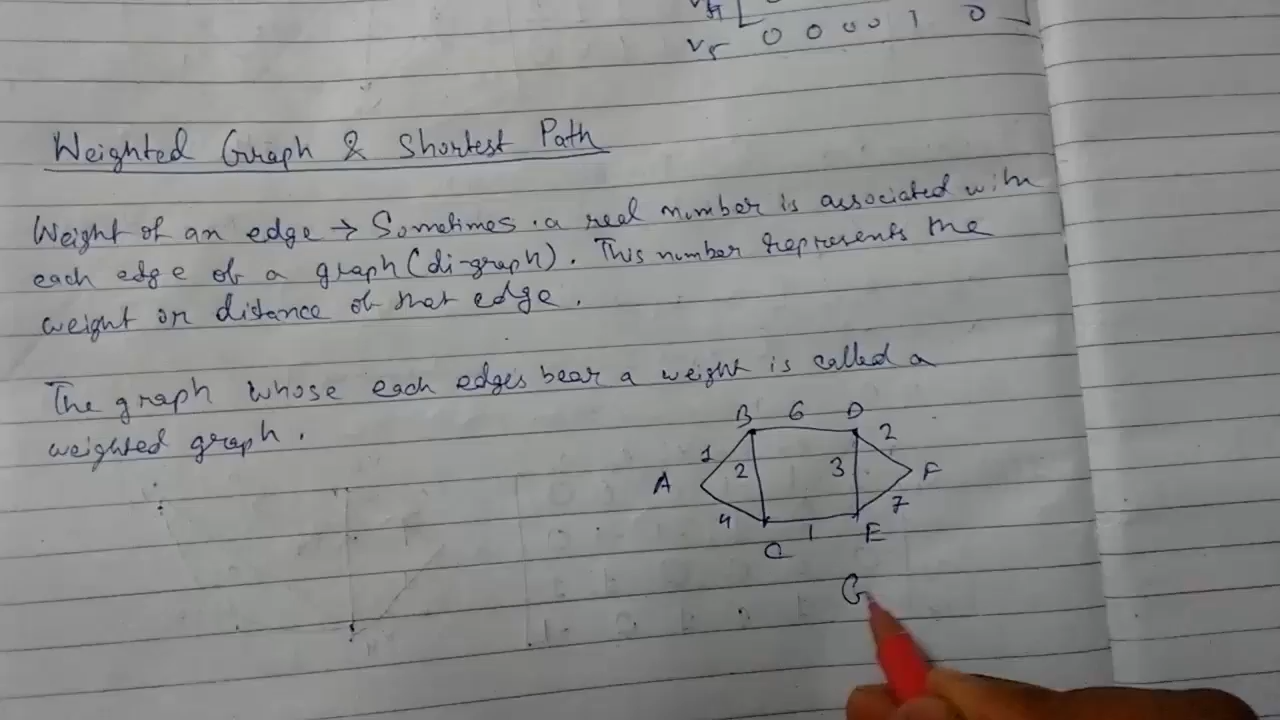 V5 0 0 0 0 1 0
Weighted Graph & Shortest Path
Weight of an edge → Sometimes a real number is associated with
each edge of a graph (di-graph). This number represents the
weight or distance of that edge.
The graph whose each edges bear a weight is called a
weighted graph.
B 6 D
1 2 3 2
A F
4 7
C 1 E
G